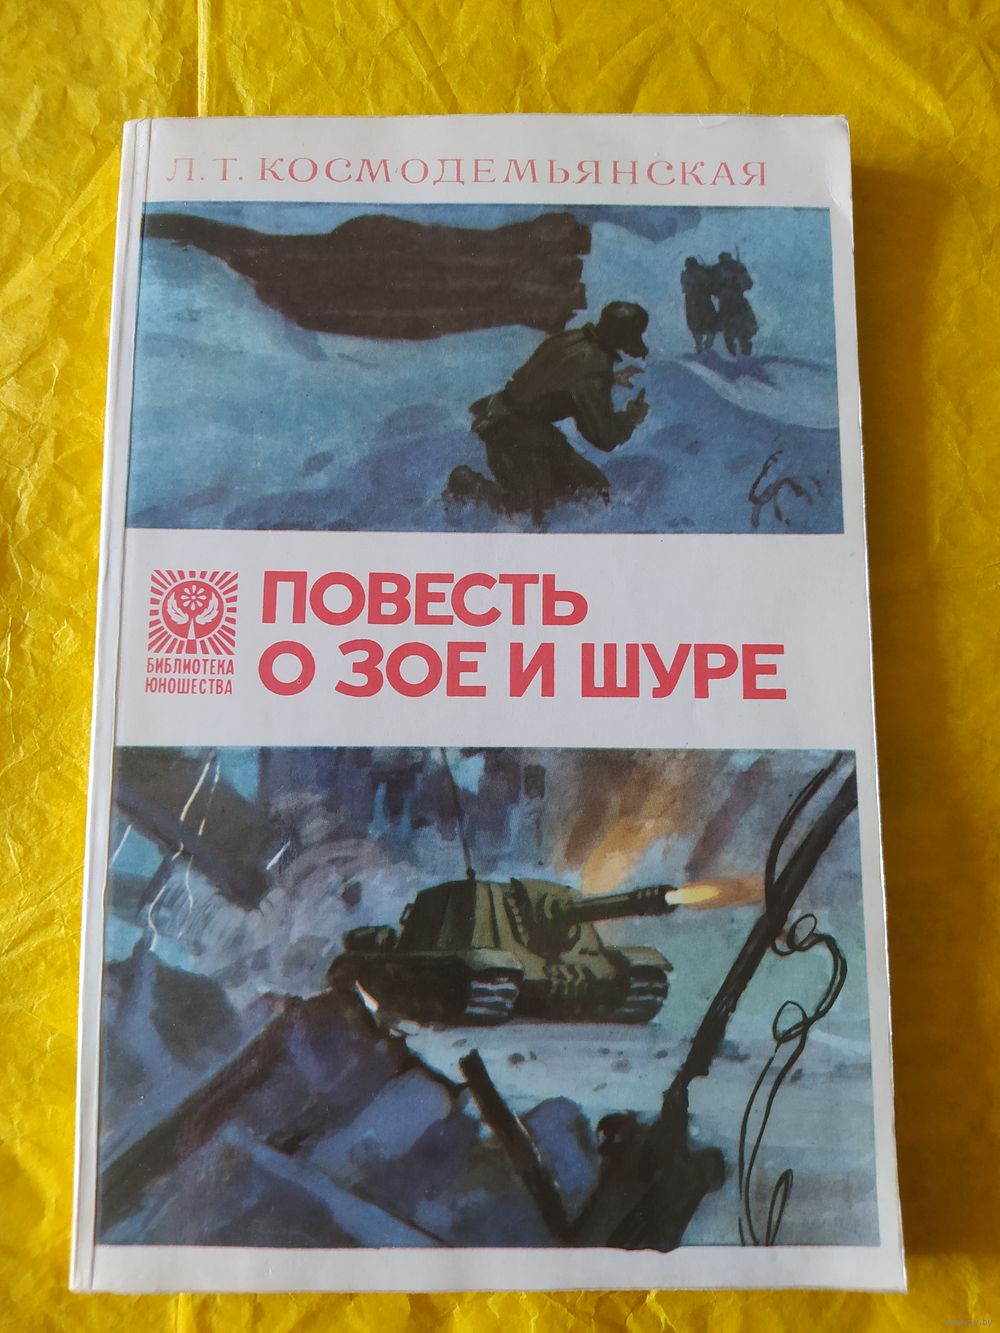 Л.Т. КОСМОДЕМЬЯНСКАЯ
ПОВЕСТЬ
О ЗОЕ И ШУРЕ
БИБЛИОТЕКА
ЮНОШЕСТВА